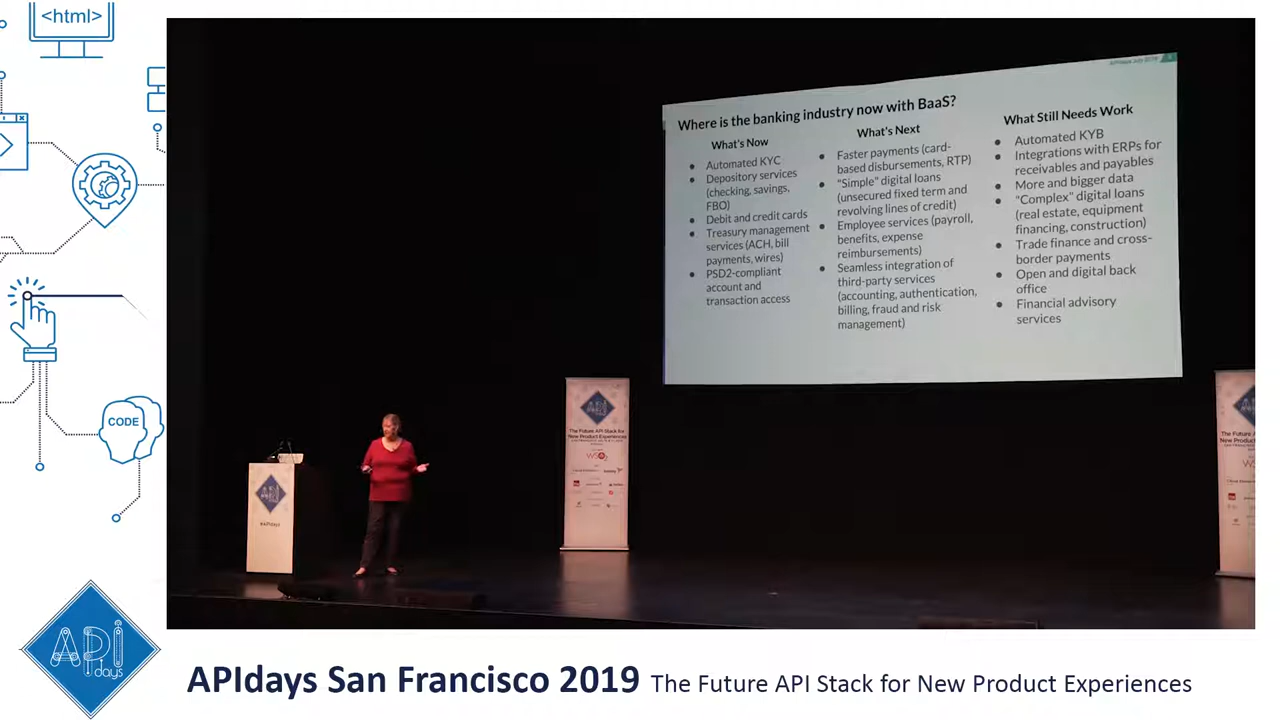 <html>
CODE
API
days
APIdays July 2019
Where is the banking industry now with BaaS?
What's Now
● Automated KYC
● Depository services
(checking, savings,
FBO)
● Debit and credit cards
● Treasury management
services (ACH, bill
payments, wires)
● PSD2-compliant
account and
transaction access
What's Next
● Faster payments (card-
based disbursements, RTP)
● "Simple" digital loans
(unsecured fixed term and
revolving lines of credit)
● Employee services (payroll,
benefits, expense
reimbursements)
● Seamless integration of
third-party services
(accounting, authentication,
billing, fraud and risk
management)
What Still Needs Work
● Automated KYB
● Integrations with ERPs for
receivables and payables
● More and bigger data
● "Complex" digital loans
(real estate, equipment
financing, construction)
● Trade finance and cross-
border payments
● Open and digital back
office
● Financial advisory
services
The Future API Stack for
New Product Experiences
WSO2
#APIDAYS
APIdays San Francisco 2019 The Future API Stack for New Product Experiences